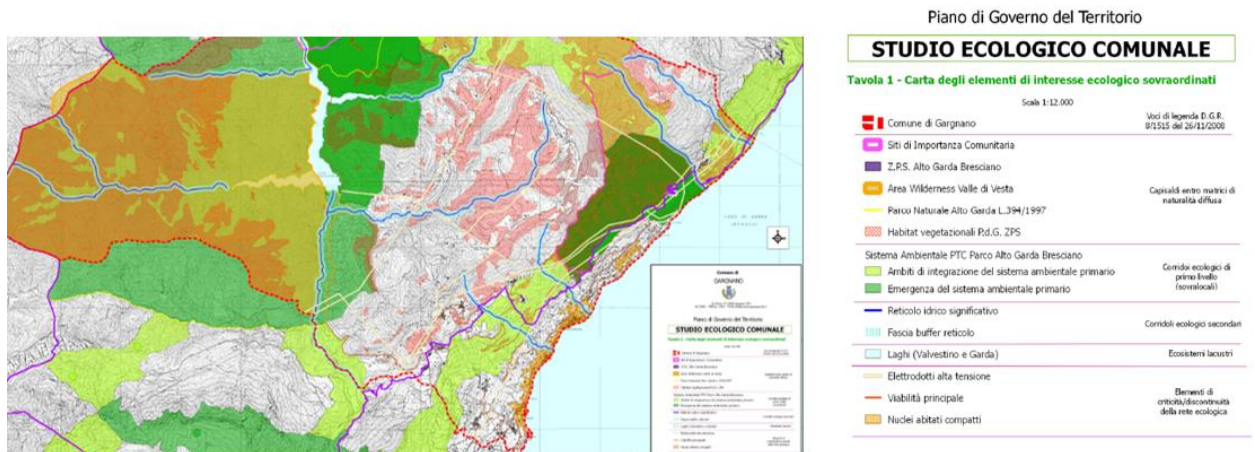 Piano di Governo del Territorio
STUDIO ECOLOGICO COMUNALE
Tavola 1 - Carta degli elementi di interesse ecologico sovraordinati
Scala 1:12.000
Comune di Gargnano
Voci di legenda D.G.R.
8/1515 del 26/11/2008
Siti di Importanza Comunitaria
Z.P.S. Alto Garda Bresciano
Area Wilderness Valle di Vesta
Parco Naturale Alto Garda L.394/1997
Habitat vegetazionali P.d.G. ZPS
Capisaldi entro matrici di
naturalità diffusa
Sistema Ambientale PTC Parco Alto Garda Bresciano
Ambiti di integrazione del sistema ambientale primario
Emergenza del sistema ambientale primario
Corridoi ecologici di
primo livello
(sovralocali)
Reticolo idrico significativo
Fascia buffer reticolo
Corridoli ecologici secondari
Laghi (Valvestino e Garda)
Ecosistemi lacustri
Elettrodotti alta tensione
Viabilità principale
Nuclei abitati compatti
Elementi di
criticità/discontinuità
della rete ecologica
Comune di
GARGNANO
Piano di Governo del Territorio
STUDIO ECOLOGICO COMUNALE